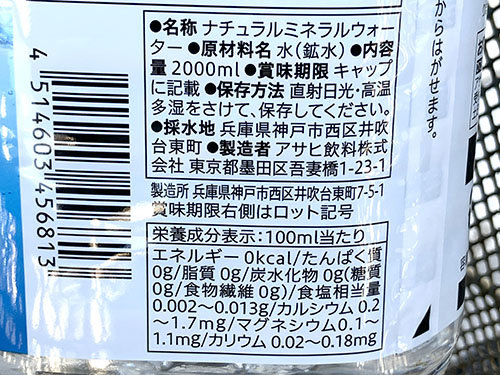 ●名称 ナチュラルミネラルウォー
ター ●原材料名 水(鉱水) ●内容
量 2000ml ●賞味期限 キャップ
に記載 ●保存方法 直射日光・高温
多湿をさけて、保存してください。
●採水地 兵庫県神戸市西区井吹
台東町 ●製造者 アサヒ飲料株式
会社 東京都墨田区吾妻橋1-23-1
製造所 兵庫県神戸市西区井吹台東町7-5-1
賞味期限右側はロット記号
栄養成分表示:100ml当たり
エネルギー 0kcal/たんぱく質
0g/脂質 0g/炭水化物 0g(糖質
0g/食物繊維 0g)/食塩相当量
0.002〜0.013g/カルシウム 0.2
〜1.7mg/マグネシウム0.1〜
1.1mg/カリウム 0.02〜0.18mg
4 514603 456813
からはがせます。